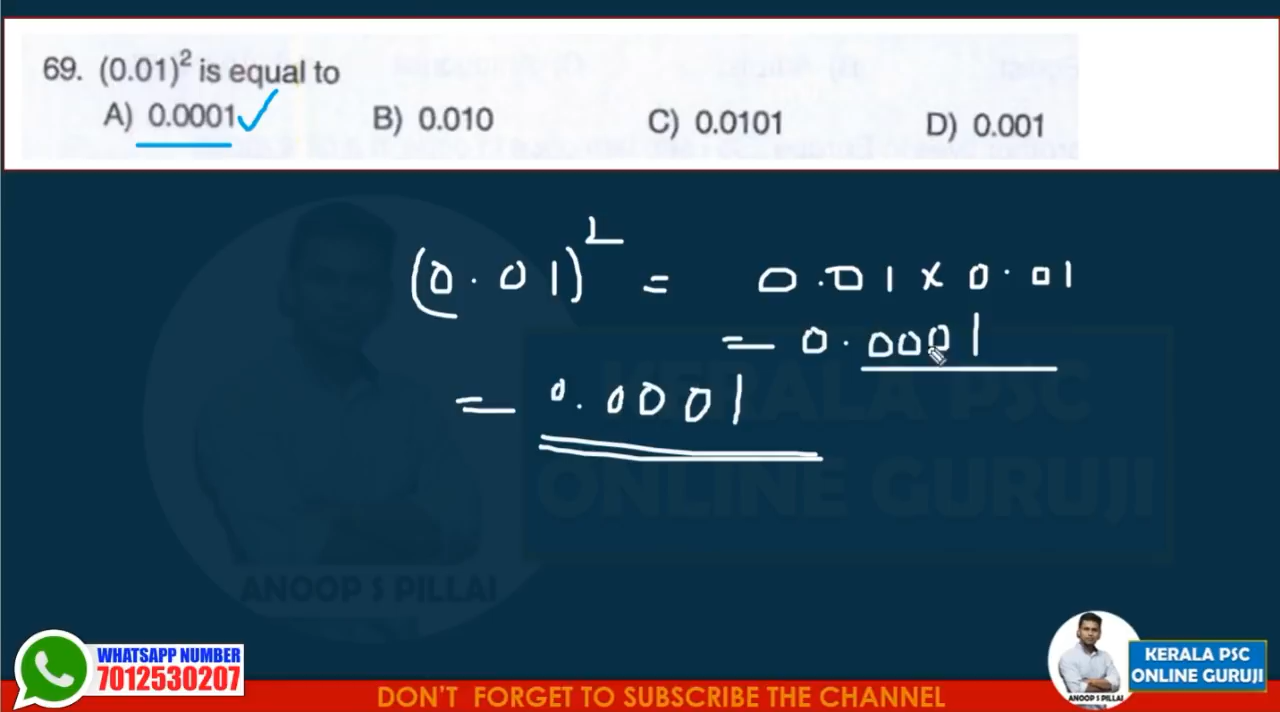 69. (0.01)² is equal to
A) 0.0001 ✓ B) 0.010 C) 0.0101 D) 0.001
(0.01)² = 0.01 × 0.01
= 0.0001
= 0.0001
KERALA PSC
ONLINE GURUJI
ANOOP S PILLAI
WHATSAPP NUMBER
7012530207
DON'T FORGET TO SUBSCRIBE THE CHANNEL
ANOOP S PILLAI
KERALA PSC
ONLINE GURUJI